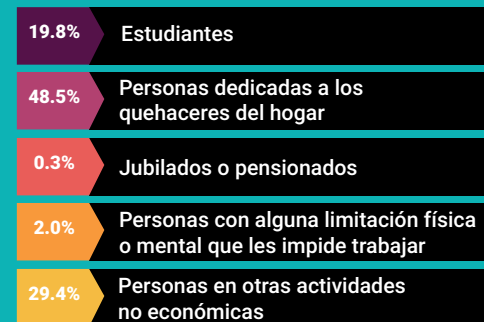 19.8% Estudiantes
48.5% Personas dedicadas a los
quehaceres del hogar
0.3% Jubilados o pensionados
2.0% Personas con alguna limitación física
o mental que les impide trabajar
29.4% Personas en otras actividades
no económicas